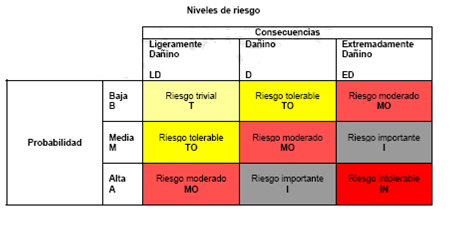 Niveles de riesgo
Consecuencias
Ligeramente Dañino Extremadamente
Dañino Dañino
LD D ED
Baja Riesgo trivial Riesgo tolerable Riesgo moderado
B T TO MO
Probabilidad Media Riesgo tolerable Riesgo moderado Riesgo importante
M TO MO I
Alta Riesgo moderado Riesgo importante Riesgo intolerable
A MO I IN